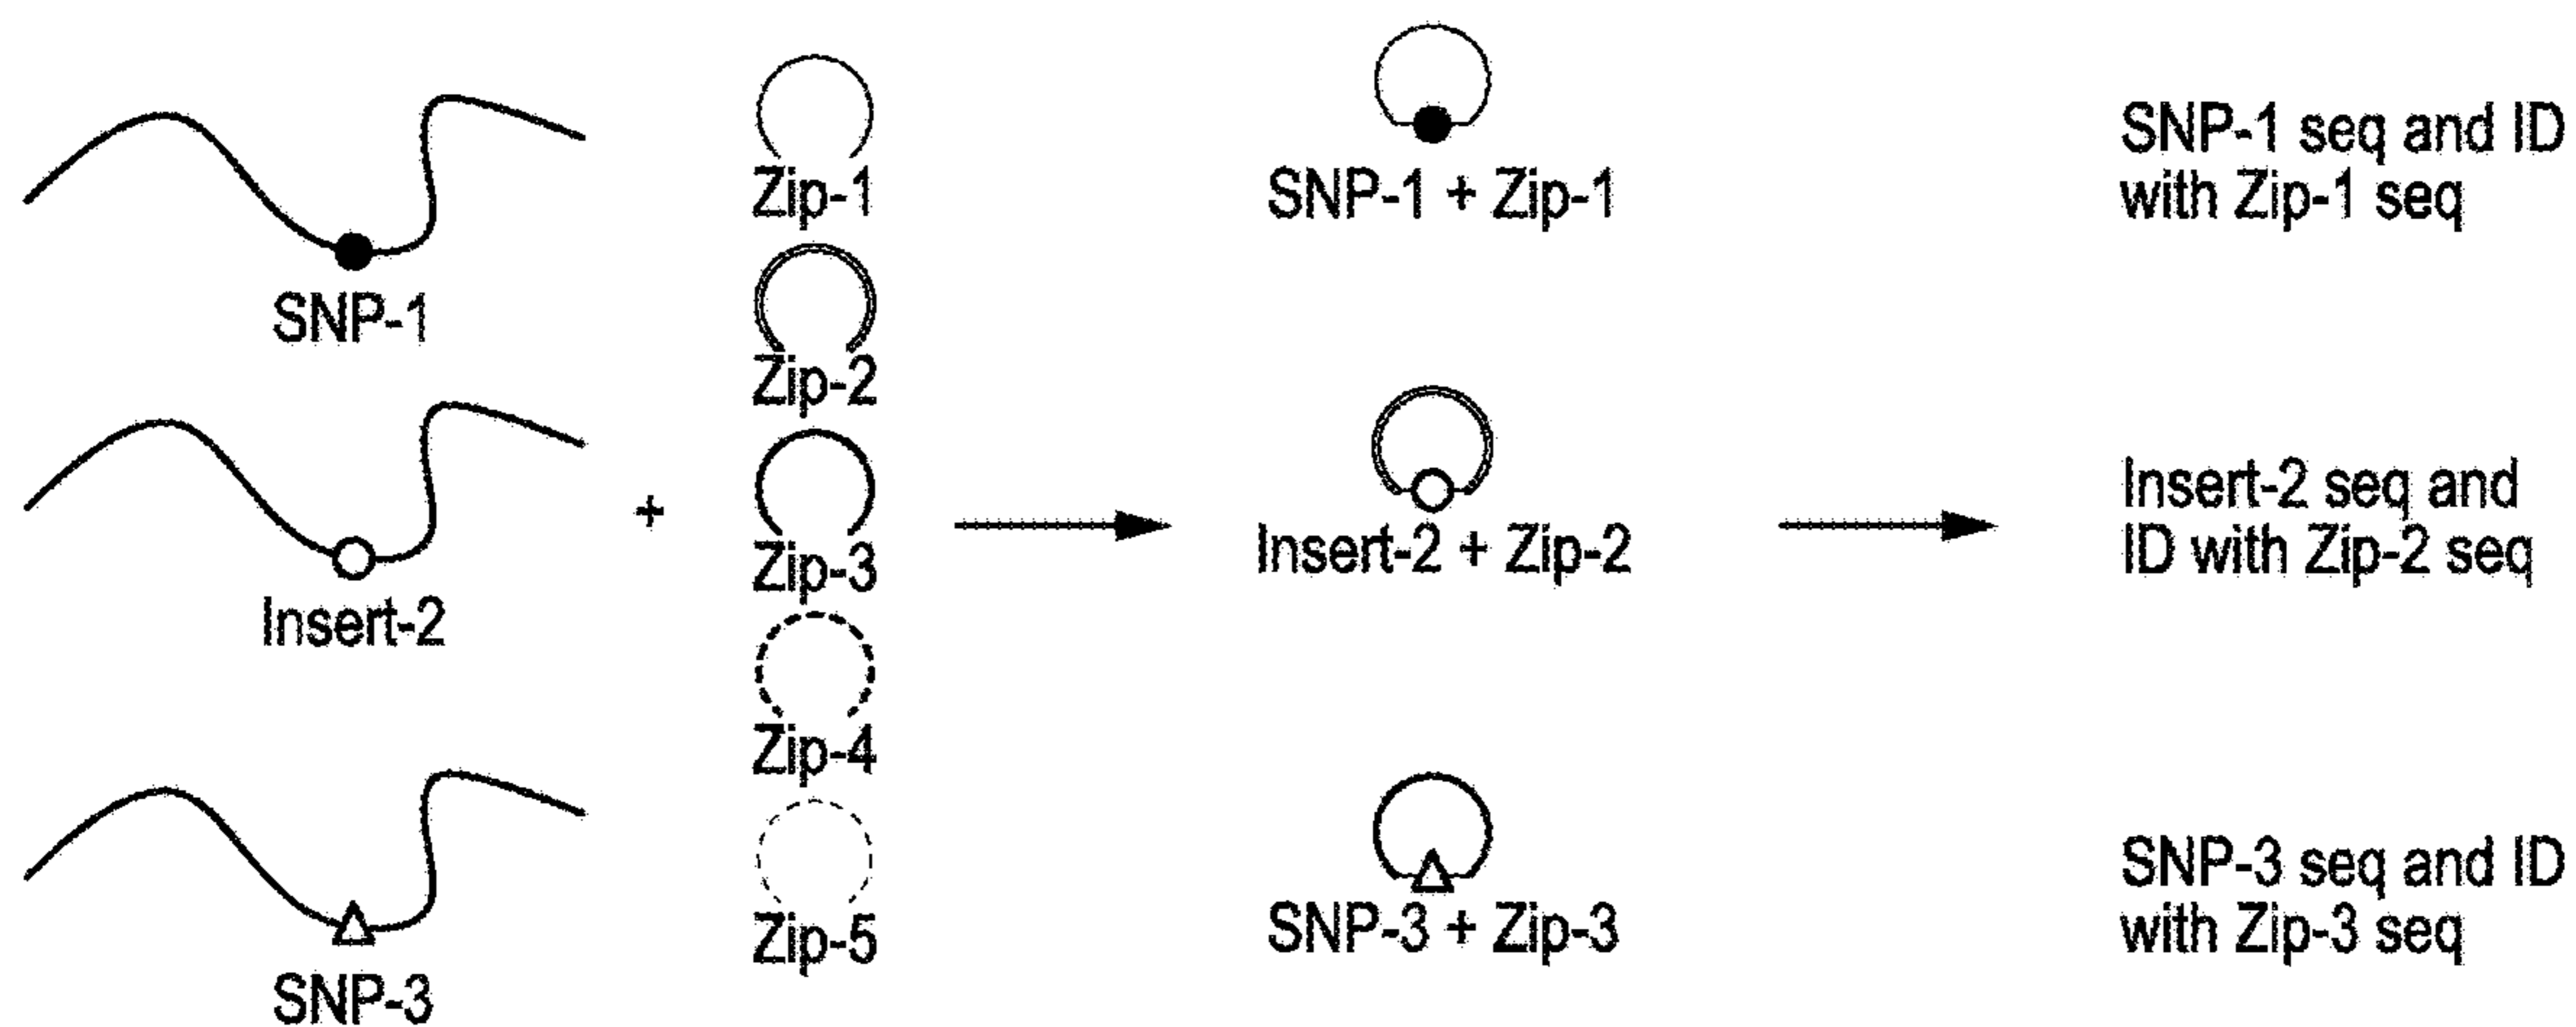 SNP-1
Insert-2
SNP-3
+
Zip-1
Zip-2
Zip-3
Zip-4
Zip-5
SNP-1 + Zip-1
Insert-2 + Zip-2
SNP-3 + Zip-3
SNP-1 seq and ID
with Zip-1 seq
Insert-2 seq and
ID with Zip-2 seq
SNP-3 seq and ID
with Zip-3 seq